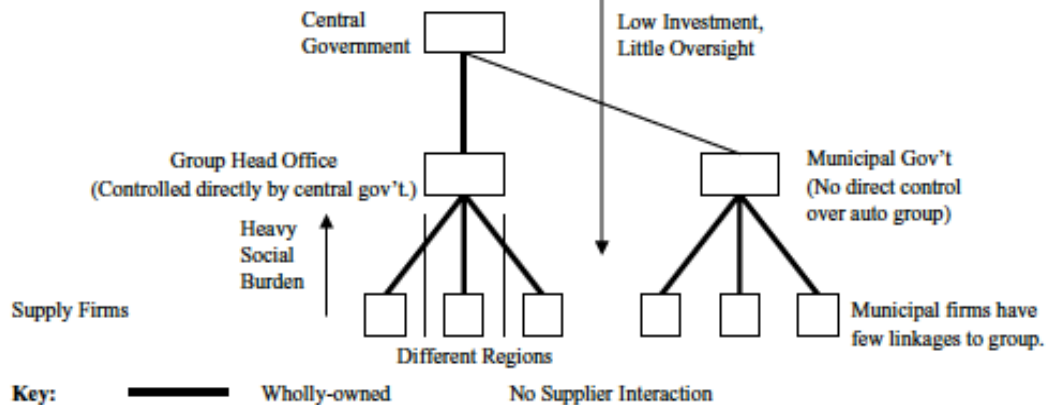 Central
Government
Low Investment,
Little Oversight
Group Head Office
(Controlled directly by central gov't.)
Municipal Gov't
(No direct control
over auto group)
Heavy
Social
Burden
Supply Firms
Municipal firms have
few linkages to group.
Different Regions
Key: Wholly-owned No Supplier Interaction